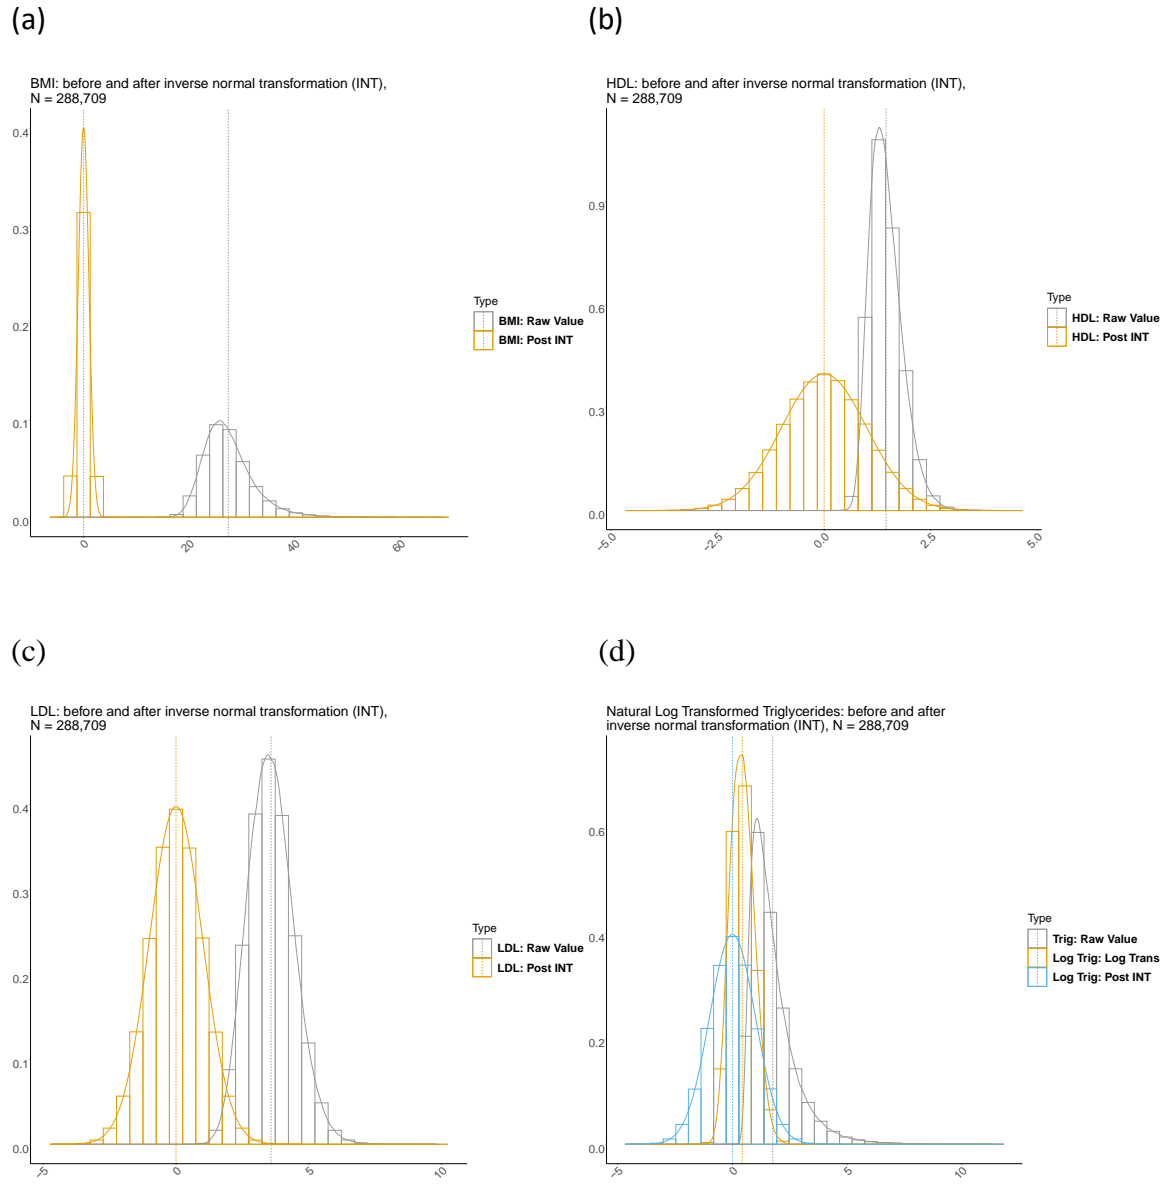 (a)
BMI: before and after inverse normal transformation (INT),
N = 288,709
0.4
0.3
0.2
0.1
0.0
0
20
40
60
Type
BMI: Raw Value
BMI: Post INT
(b)
HDL: before and after inverse normal transformation (INT),
N = 288,709
0.9
0.6
0.3
0.0
−5.0
−2.5
0.0
2.5
5.0
Type
HDL: Raw Value
HDL: Post INT
(c)
LDL: before and after inverse normal transformation (INT),
N = 288,709
0.4
0.3
0.2
0.1
0.0
−5
0
5
10
Type
LDL: Raw Value
LDL: Post INT
(d)
Natural Log Transformed Triglycerides: before and after
inverse normal transformation (INT), N = 288,709
0.6
0.4
0.2
0.0
−5
0
5
10
Type
Trig: Raw Value
Log Trig: Log Trans
Log Trig: Post INT